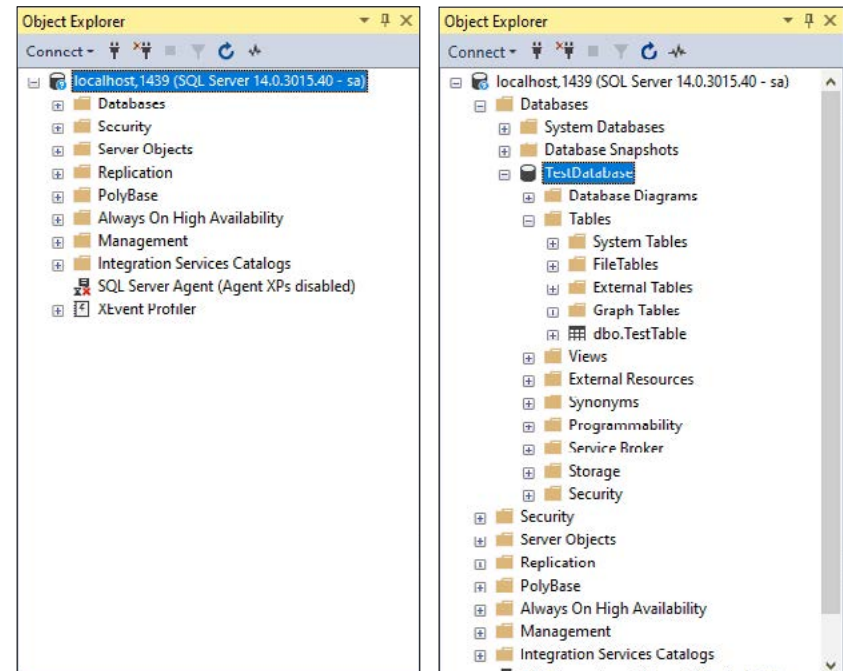 Object Explorer
Connect
localhost,1439 (SQL Server 14.0.3015.40 - sa)
Databases
Security
Server Objects
Replication
PolyBase
Always On High Availability
Management
Integration Services Catalogs
SQL Server Agent (Agent XPs disabled)
XEvent Profiler
Object Explorer
Connect
localhost,1439 (SQL Server 14.0.3015.40 - sa)
Databases
System Databases
Database Snapshots
TestDatabase
Database Diagrams
Tables
System Tables
FileTables
External Tables
Graph Tables
dbo.TestTable
Views
External Resources
Synonyms
Programmability
Service Broker
Storage
Security
Security
Server Objects
Replication
PolyBase
Always On High Availability
Management
Integration Services Catalogs